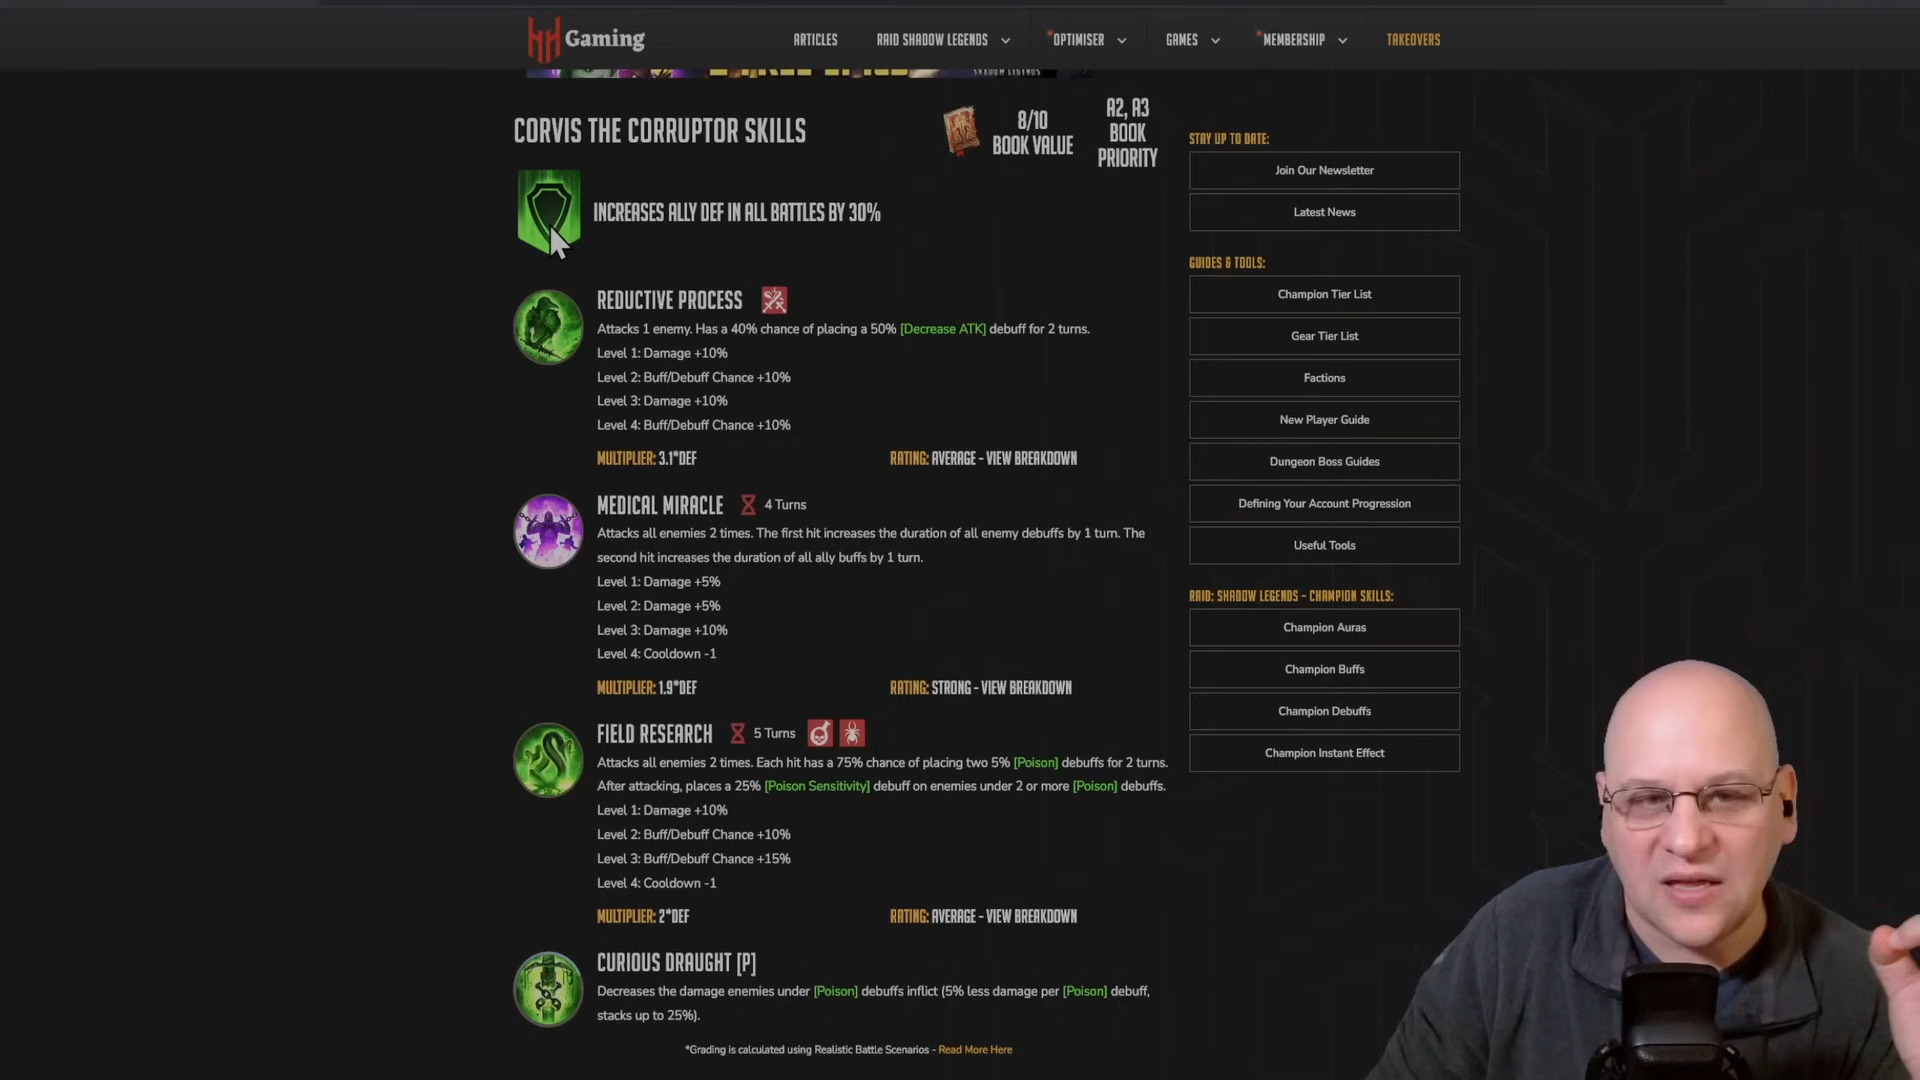 Gaming
ARTICLES
RAID SHADOW LEGENDS
OPTIMISER
GAMES
MEMBERSHIP
TAKEOVERS
CORVIS THE CORRUPTOR SKILLS
8/10
BOOK VALUE
A2, A3
BOOK
PRIORITY
INCREASES ALLY DEF IN ALL BATTLES BY 30%
REDUCTIVE PROCESS
Attacks 1 enemy. Has a 40% chance of placing a 50% [Decrease ATK] debuff for 2 turns.
Level 1: Damage +10%
Level 2: Buff/Debuff Chance +10%
Level 3: Damage +10%
Level 4: Buff/Debuff Chance +10%
MULTIPLIER: 3.1*DEF
RATING: AVERAGE - VIEW BREAKDOWN
MEDICAL MIRACLE
4 Turns
Attacks all enemies 2 times. The first hit increases the duration of all enemy debuffs by 1 turn. The
second hit increases the duration of all ally buffs by 1 turn.
Level 1: Damage +5%
Level 2: Damage +5%
Level 3: Damage +10%
Level 4: Cooldown -1
MULTIPLIER: 1.9*DEF
RATING: STRONG - VIEW BREAKDOWN
FIELD RESEARCH
5 Turns
Attacks all enemies 2 times. Each hit has a 75% chance of placing two 5% [Poison] debuffs for 2 turns.
After attacking, places a 25% [Poison Sensitivity] debuff on enemies under 2 or more [Poison] debuffs.
Level 1: Damage +10%
Level 2: Buff/Debuff Chance +10%
Level 3: Buff/Debuff Chance +15%
Level 4: Cooldown -1
MULTIPLIER: 2*DEF
RATING: AVERAGE - VIEW BREAKDOWN
CURIOUS DRAUGHT [P]
Decreases the damage enemies under [Poison] debuffs inflict (5% less damage per [Poison] debuff,
stacks up to 25%).
*Grading is calculated using Realistic Battle Scenarios - Read More Here
STAY UP TO DATE:
Join Our Newsletter
Latest News
GUIDES & TOOLS:
Champion Tier List
Gear Tier List
Factions
New Player Guide
Dungeon Boss Guides
Defining Your Account Progression
Useful Tools
RAID: SHADOW LEGENDS - CHAMPION SKILLS:
Champion Auras
Champion Buffs
Champion Debuffs
Champion Instant Effect